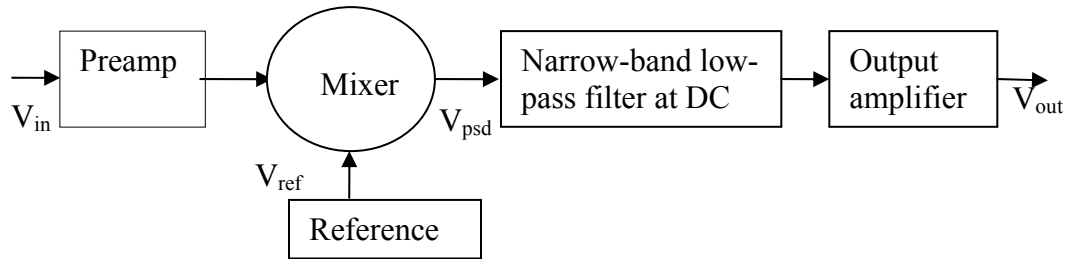 Preamp
V_in
Mixer
V_psd
Narrow-band low-
pass filter at DC
Output
amplifier
V_out
V_ref
Reference